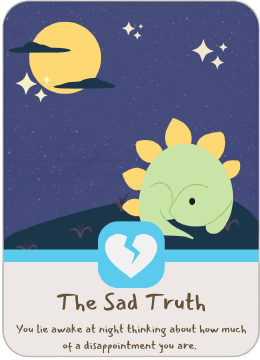 The Sad Truth
You lie awake at night thinking about how much
of a disappointment you are.